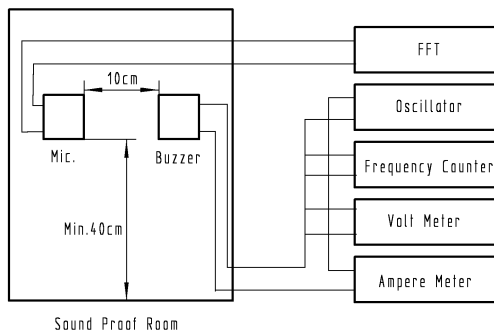 FFT
10cm
Oscillator
Mic.
Buzzer
Frequency Counter
Min.40cm
Volt Meter
Ampere Meter
Sound Proof Room